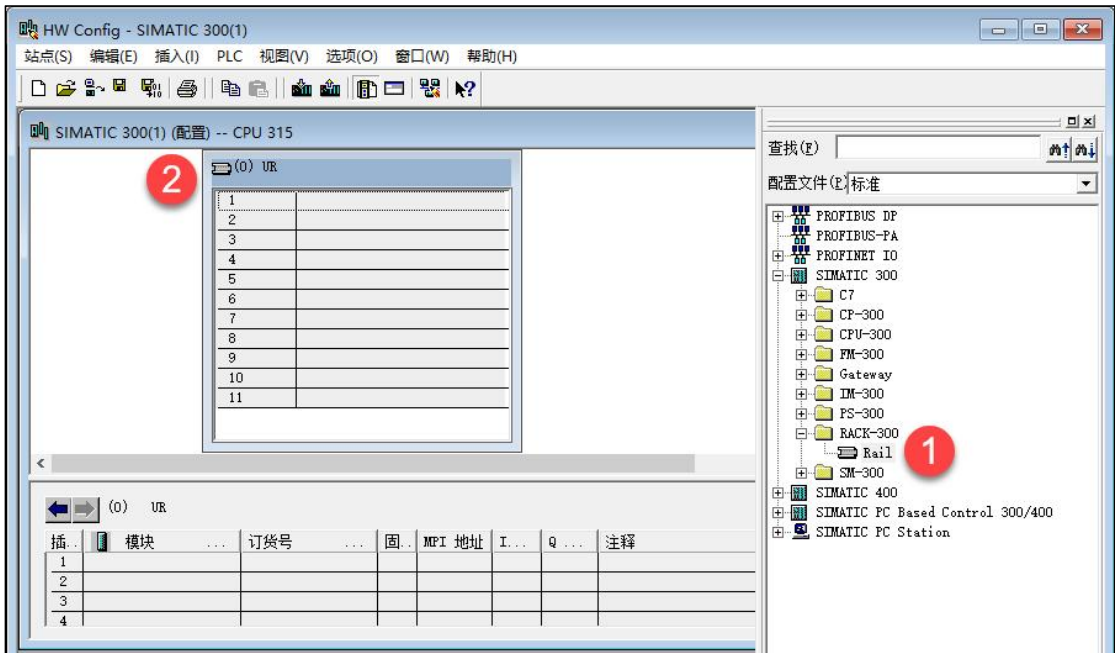 HW Config - SIMATIC 300(1)
站点(S) 编辑(E) 插入(I) PLC 视图(V) 选项(O) 窗口(W) 帮助(H)
SIMATIC 300(1) (配置) -- CPU 315
2
(0) UR
1
2
3
4
5
6
7
8
9
10
11
(0) UR
插.. 模块 ... 订货号 ... 固.. MPI 地址 I... Q ... 注释
1
2
3
4
查找(F)
配置文件(P) 标准
PROFIBUS DP
PROFIBUS-PA
PROFINET IO
SIMATIC 300
C7
CP-300
CPU-300
FM-300
Gateway
IM-300
PS-300
RACK-300
Rail
1
SM-300
SIMATIC 400
SIMATIC PC Based Control 300/400
SIMATIC PC Station